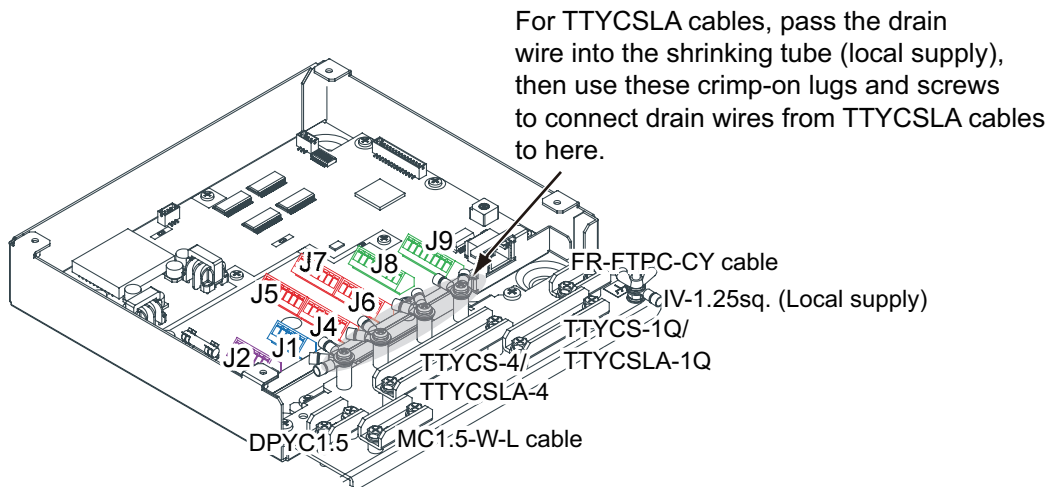 For TTYCSLA cables, pass the drain
wire into the shrinking tube (local supply),
then use these crimp-on lugs and screws
to connect drain wires from TTYCSLA cables
to here.
J9
J7
J8
FR-FTPC-CY cable
J5
J6
IV-1.25sq. (Local supply)
J4
TTYCS-1Q/
J1
J2
TTYCS-4/
TTYCSLA-1Q
TTYCSLA-4
DPYC1.5
MC1.5-W-L cable